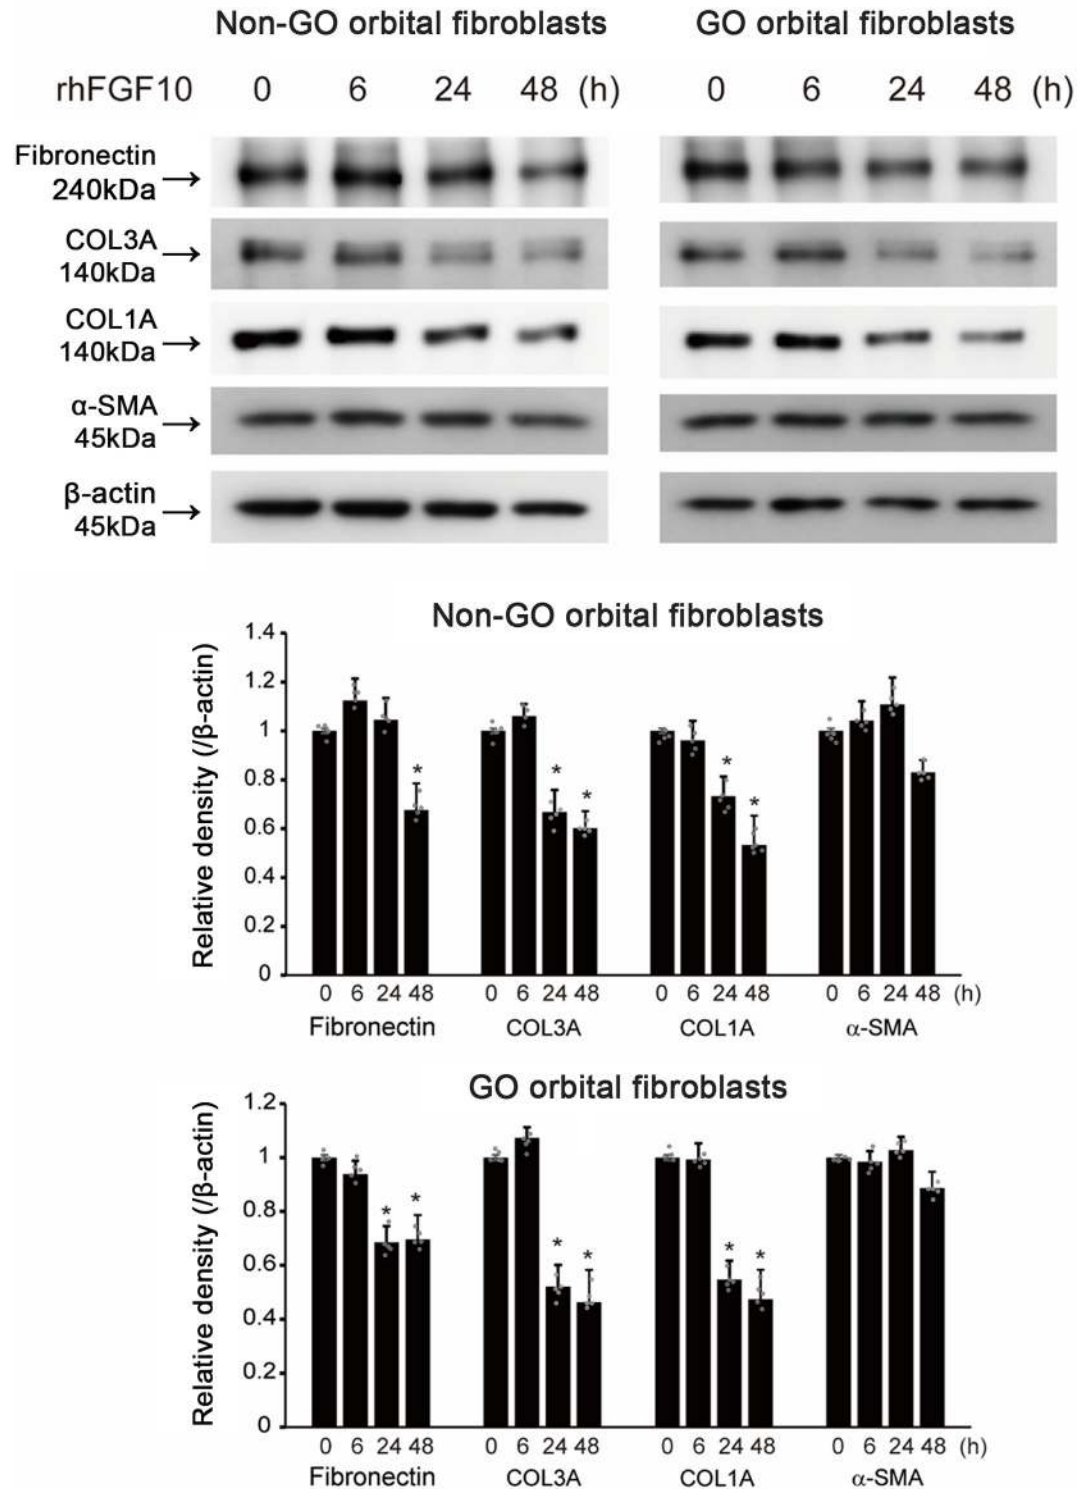 Non-GO orbital fibroblasts GO orbital fibroblasts
rhFGF10 0 6 24 48 (h) 0 6 24 48 (h)
Fibronectin
240kDa →
COL3A
140kDa →
COL1A
140kDa →
α-SMA
45kDa →
β-actin
45kDa →
Non-GO orbital fibroblasts
Relative density (/β-actin)
1.4
1.2
1
0.8
0.6
0.4
0.2
0
* * * * *
0 6 24 48 0 6 24 48 0 6 24 48 0 6 24 48 (h)
Fibronectin COL3A COL1A α-SMA
GO orbital fibroblasts
Relative density (/β-actin)
1.2
1
0.8
0.6
0.4
0.2
0
* * * * * *
0 6 24 48 0 6 24 48 0 6 24 48 0 6 24 48 (h)
Fibronectin COL3A COL1A α-SMA